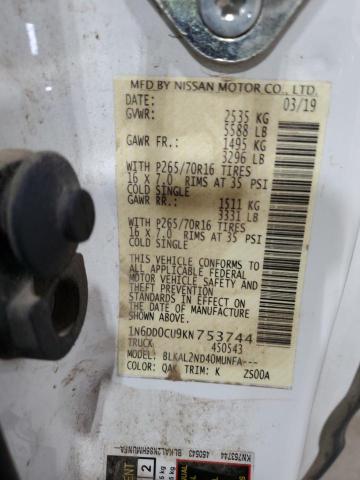 MFD BY NISSAN MOTOR CO., LTD.
DATE: 03/19
GVWR: 2535 KG
5588 LB
GAWR FR.: 1495 KG
3296 LB
WITH P265/70R16 TIRES
16 X 7.0 RIMS AT 35 PSI
COLD SINGLE
GAWR RR.: 1511 KG
3331 LB
WITH P265/70R16 TIRES
16 X 7.0 RIMS AT 35 PSI
COLD SINGLE
THIS VEHICLE CONFORMS TO
ALL APPLICABLE FEDERAL
MOTOR VEHICLE SAFETY AND
THEFT PREVENTION
STANDARDS IN EFFECT ON
THE DATE OF MANUFACTURE
SHOWN ABOVE.
1N6DD0CU9KN753744
TRUCK 450543
MODEL: BLKAL2ND40MUNFA---
COLOR: QAK TRIM: K ZS00A
KN753744 450543
2